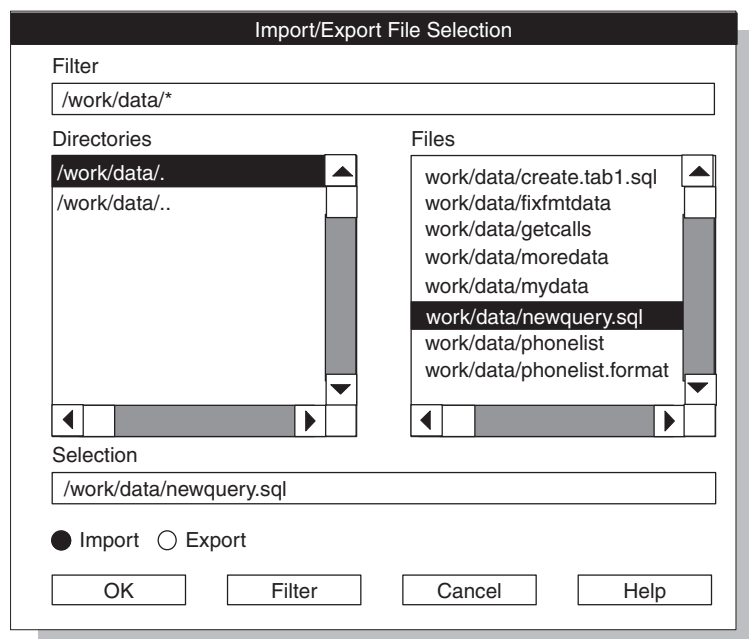 Import/Export File Selection
Filter
/work/data/*
Directories
/work/data/.
/work/data/..
Files
work/data/create.tab1.sql
work/data/fixfmtdata
work/data/getcalls
work/data/moredata
work/data/mydata
work/data/newquery.sql
work/data/phonelist
work/data/phonelist.format
Selection
/work/data/newquery.sql
Import Export
OK Filter Cancel Help